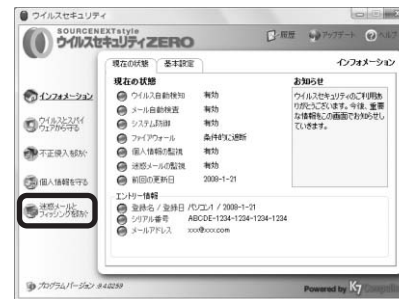 ウイルスセキュリティ
SOURCENEXTstyle
ウイルスセキュリティZERO
履歴 アップデート ヘルプ
現在の状態 基本設定 インフォメーション
現在の状態
ウイルス自動検知 有効
メール自動検査 有効
システム防御 有効
ファイアウォール 条件的に遮断
個人情報の監視 有効
迷惑メールの監視 有効
前回の更新日 2008-1-21
エントリー情報
登録名 / 登録日 パソコン1 / 2008-1-21
シリアル番号 ABCDE-1234-1234-1234-1234
メールアドレス xxx@xxx.com
お知らせ
ウイルスセキュリティのご利用あ
りがとうございます。今後、重要
な情報をこの画面でお知らせし
ていきます。
インフォメーション
ウイルスとスパイ
ウェアから守る
不正侵入を防ぐ
個人情報を守る
迷惑メールと
フィッシングを防ぐ
プログラムバージョン 9.4.0259
Powered by K7 Computing